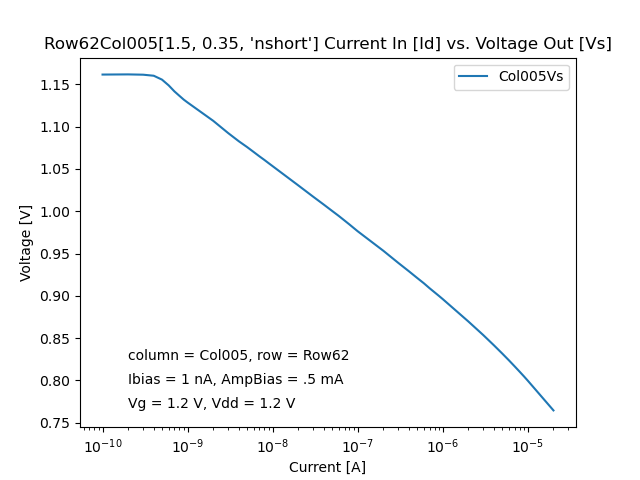 Row62Col005[1.5, 0.35, 'nshort'] Current In [Id] vs. Voltage Out [Vs]
Col005Vs
1.15
1.10
1.05
1.00
0.95
0.90
0.85
0.80
0.75
Voltage [V]
column = Col005, row = Row62
Ibias = 1 nA, AmpBias = .5 mA
Vg = 1.2 V, Vdd = 1.2 V
10⁻¹⁰ 10⁻⁹ 10⁻⁸ 10⁻⁷ 10⁻⁶ 10⁻⁵
Current [A]